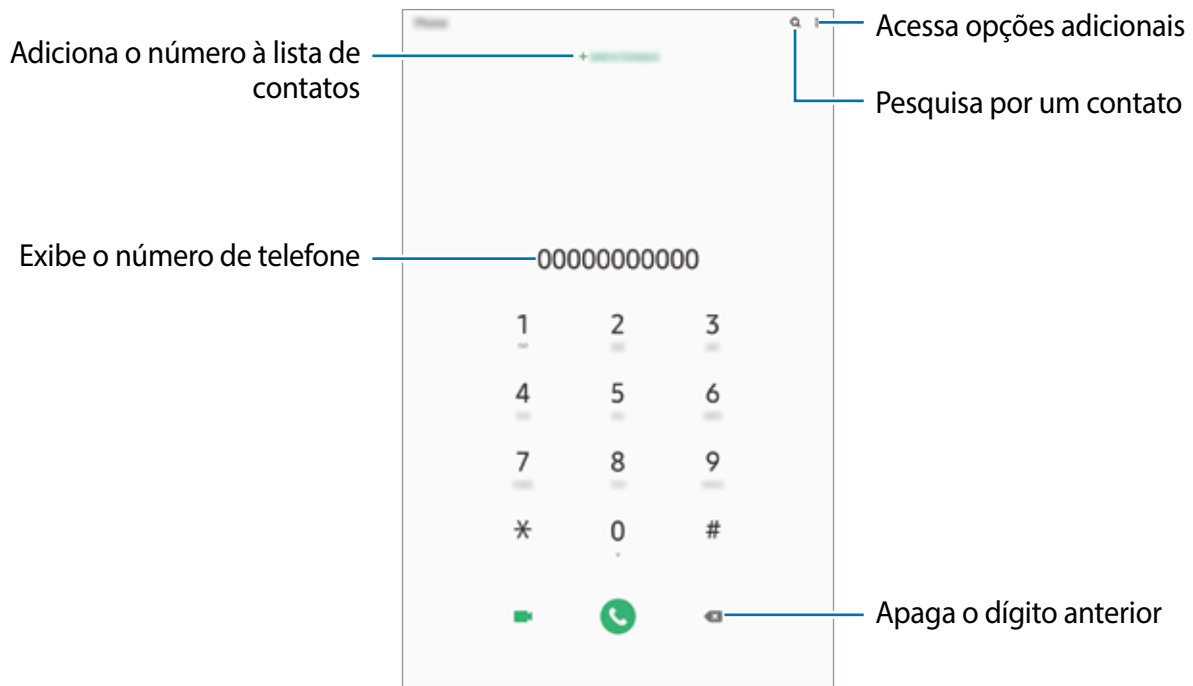 Acessa opções adicionais
Adiciona o número à lista de
contatos
Pesquisa por um contato
Exibe o número de telefone
00000000000
1 2 3
4 5 6
7 8 9
* 0 #
Apaga o dígito anterior